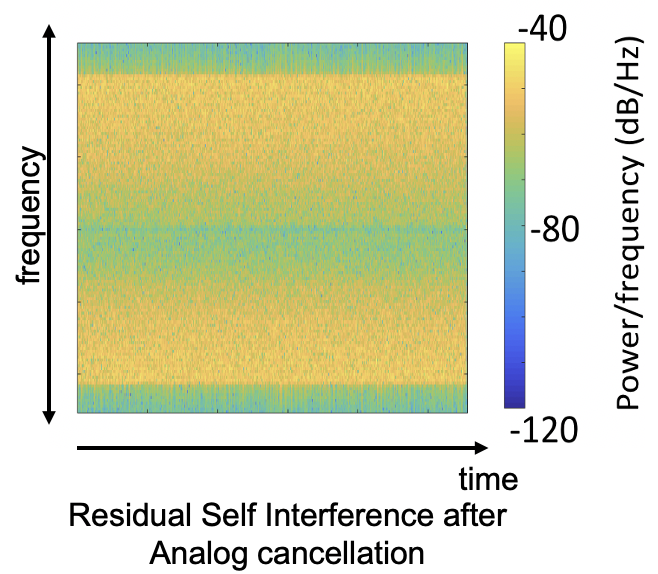 -40
frequency
-80
Power/frequency (dB/Hz)
-120
time
Residual Self Interference after
Analog cancellation